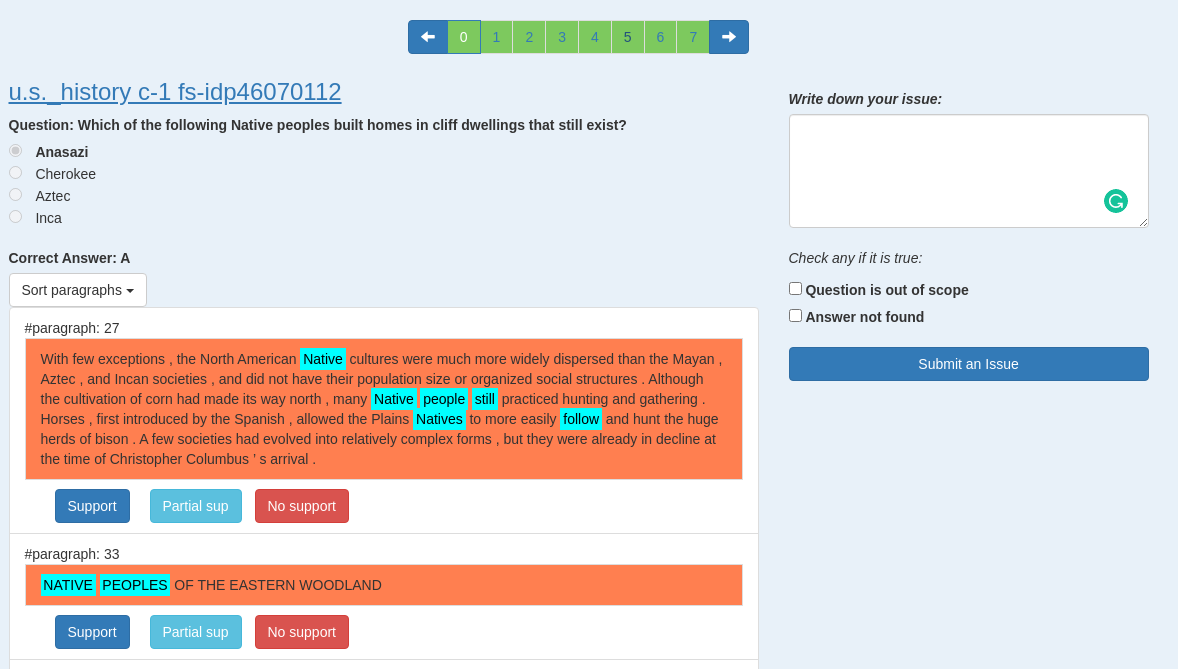 0 1 2 3 4 5 6 7
u.s._history c-1 fs-idp46070112
Question: Which of the following Native peoples built homes in cliff dwellings that still exist?
Anasazi
Cherokee
Aztec
Inca
Correct Answer: A
Sort paragraphs
#paragraph: 27
With few exceptions , the North American Native cultures were much more widely dispersed than the Mayan ,
Aztec , and Incan societies , and did not have their population size or organized social structures . Although
the cultivation of corn had made its way north , many Native people still practiced hunting and gathering .
Horses , first introduced by the Spanish , allowed the Plains Natives to more easily follow and hunt the huge
herds of bison . A few societies had evolved into relatively complex forms , but they were already in decline at
the time of Christopher Columbus ’ s arrival .
Support Partial sup No support
#paragraph: 33
NATIVE PEOPLES OF THE EASTERN WOODLAND
Support Partial sup No support
Write down your issue:
Check any if it is true:
Question is out of scope
Answer not found
Submit an Issue